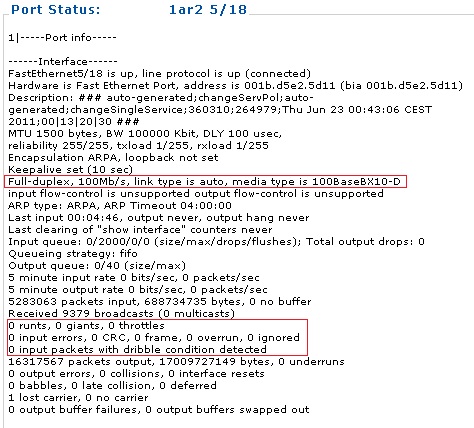 Port Status: 1ar2 5/18
1|-----Port info-----
------Interface------
FastEthernet5/18 is up, line protocol is up (connected)
Hardware is Fast Ethernet Port, address is 001b.d5e2.5d11 (bia 001b.d5e2.5d11)
Description: ### auto-generated;changeServPol;auto-
generated;changeSingleService;360310;264979;Thu Jun 23 00:43:06 CEST
2011;00|13|20|30 ###
MTU 1500 bytes, BW 100000 Kbit, DLY 100 usec,
reliability 255/255, txload 1/255, rxload 1/255
Encapsulation ARPA, loopback not set
Keepalive set (10 sec)
Full-duplex, 100Mb/s, link type is auto, media type is 100BaseBX10-D
input flow-control is unsupported output flow-control is unsupported
ARP type: ARPA, ARP Timeout 04:00:00
Last input 00:04:46, output never, output hang never
Last clearing of "show interface" counters never
Input queue: 0/2000/0/0 (size/max/drops/flushes); Total output drops: 0
Queueing strategy: fifo
Output queue: 0/40 (size/max)
5 minute input rate 0 bits/sec, 0 packets/sec
5 minute output rate 0 bits/sec, 0 packets/sec
5283063 packets input, 688734735 bytes, 0 no buffer
Received 9379 broadcasts (0 multicasts)
0 runts, 0 giants, 0 throttles
0 input errors, 0 CRC, 0 frame, 0 overrun, 0 ignored
0 input packets with dribble condition detected
16317567 packets output, 17009727149 bytes, 0 underruns
0 output errors, 0 collisions, 0 interface resets
0 babbles, 0 late collision, 0 deferred
1 lost carrier, 0 no carrier
0 output buffer failures, 0 output buffers swapped out